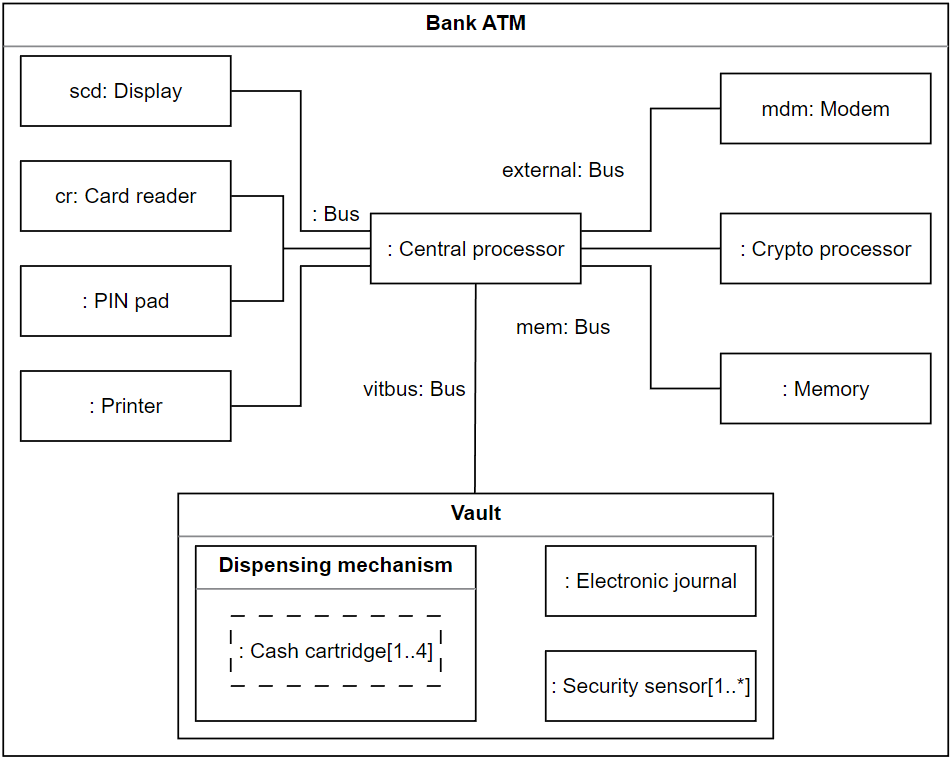 Bank ATM
scd: Display
mdm: Modem
external: Bus
cr: Card reader
: Bus
: Central processor
: Crypto processor
: PIN pad
mem: Bus
vitbus: Bus
: Memory
: Printer
Vault
Dispensing mechanism
: Electronic journal
: Cash cartridge[1..4]
: Security sensor[1..*]